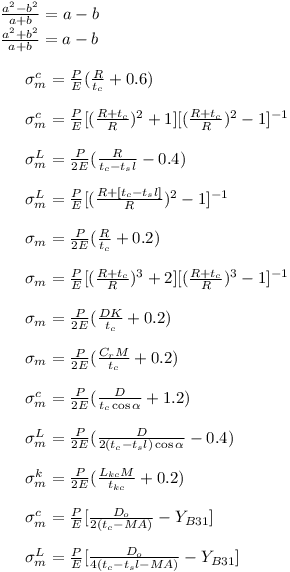 \frac{a^2-b^2}{a+b} = a - b
\frac{a^2+b^2}{a+b} = a - b
\sigma_m^c = \frac{P}{E}(\frac{R}{t_c} + 0.6)
\sigma_m^c = \frac{P}{E}[(\frac{R+t_c}{R})^2 + 1][(\frac{R+t_c}{R})^2 - 1]^{-1}
\sigma_m^L = \frac{P}{2E}(\frac{R}{t_c-t_sl} - 0.4)
\sigma_m^L = \frac{P}{E}[(\frac{R+[t_c-t_sl]}{R})^2 - 1]^{-1}
\sigma_m = \frac{P}{2E}(\frac{R}{t_c} + 0.2)
\sigma_m = \frac{P}{E}[(\frac{R+t_c}{R})^3 + 2][(\frac{R+t_c}{R})^3 - 1]^{-1}
\sigma_m = \frac{P}{2E}(\frac{DK}{t_c} + 0.2)
\sigma_m = \frac{P}{2E}(\frac{C_rM}{t_c} + 0.2)
\sigma_m^c = \frac{P}{2E}(\frac{D}{t_c \cos\alpha} + 1.2)
\sigma_m^L = \frac{P}{2E}(\frac{D}{2(t_c-t_sl)\cos\alpha} - 0.4)
\sigma_m^k = \frac{P}{2E}(\frac{L_{kc}M}{t_{kc}} + 0.2)
\sigma_m^c = \frac{P}{E}[\frac{D_o}{2(t_c-MA)} - Y_{B31}]
\sigma_m^L = \frac{P}{E}[\frac{D_o}{4(t_c-t_sl-MA)} - Y_{B31}]